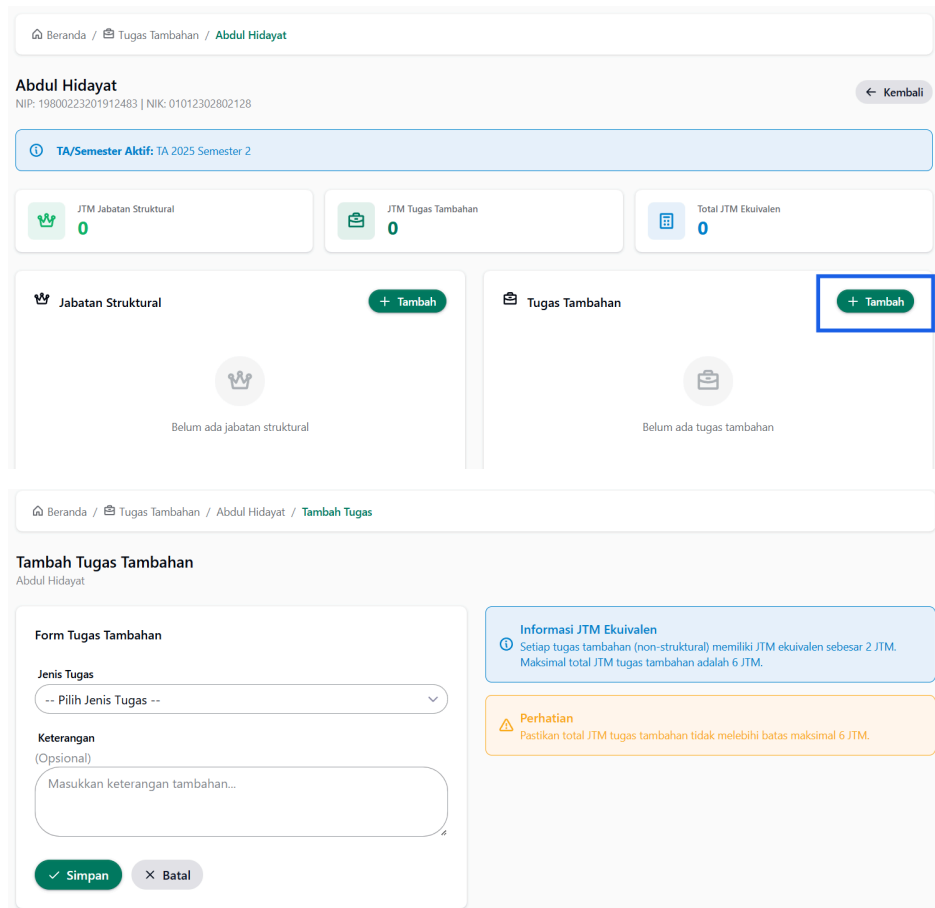 Beranda / Tugas Tambahan / Abdul Hidayat
Abdul Hidayat
NIP: 19800223201912483 | NIK: 01012302802128
Kembali
TA/Semester Aktif: TA 2025 Semester 2
JTM Jabatan Struktural
0
JTM Tugas Tambahan
0
Total JTM Ekuivalen
0
Jabatan Struktural
+ Tambah
Belum ada jabatan struktural
Tugas Tambahan
+ Tambah
Belum ada tugas tambahan
Beranda / Tugas Tambahan / Abdul Hidayat / Tambah Tugas
Tambah Tugas Tambahan
Abdul Hidayat
Form Tugas Tambahan
Jenis Tugas
-- Pilih Jenis Tugas --
Keterangan
(Opsional)
Masukkan keterangan tambahan...
Simpan
Batal
Informasi JTM Ekuivalen
Setiap tugas tambahan (non-struktural) memiliki JTM ekuivalen sebesar 2 JTM.
Maksimal total JTM tugas tambahan adalah 6 JTM.
Perhatian
Pastikan total JTM tugas tambahan tidak melebihi batas maksimal 6 JTM.